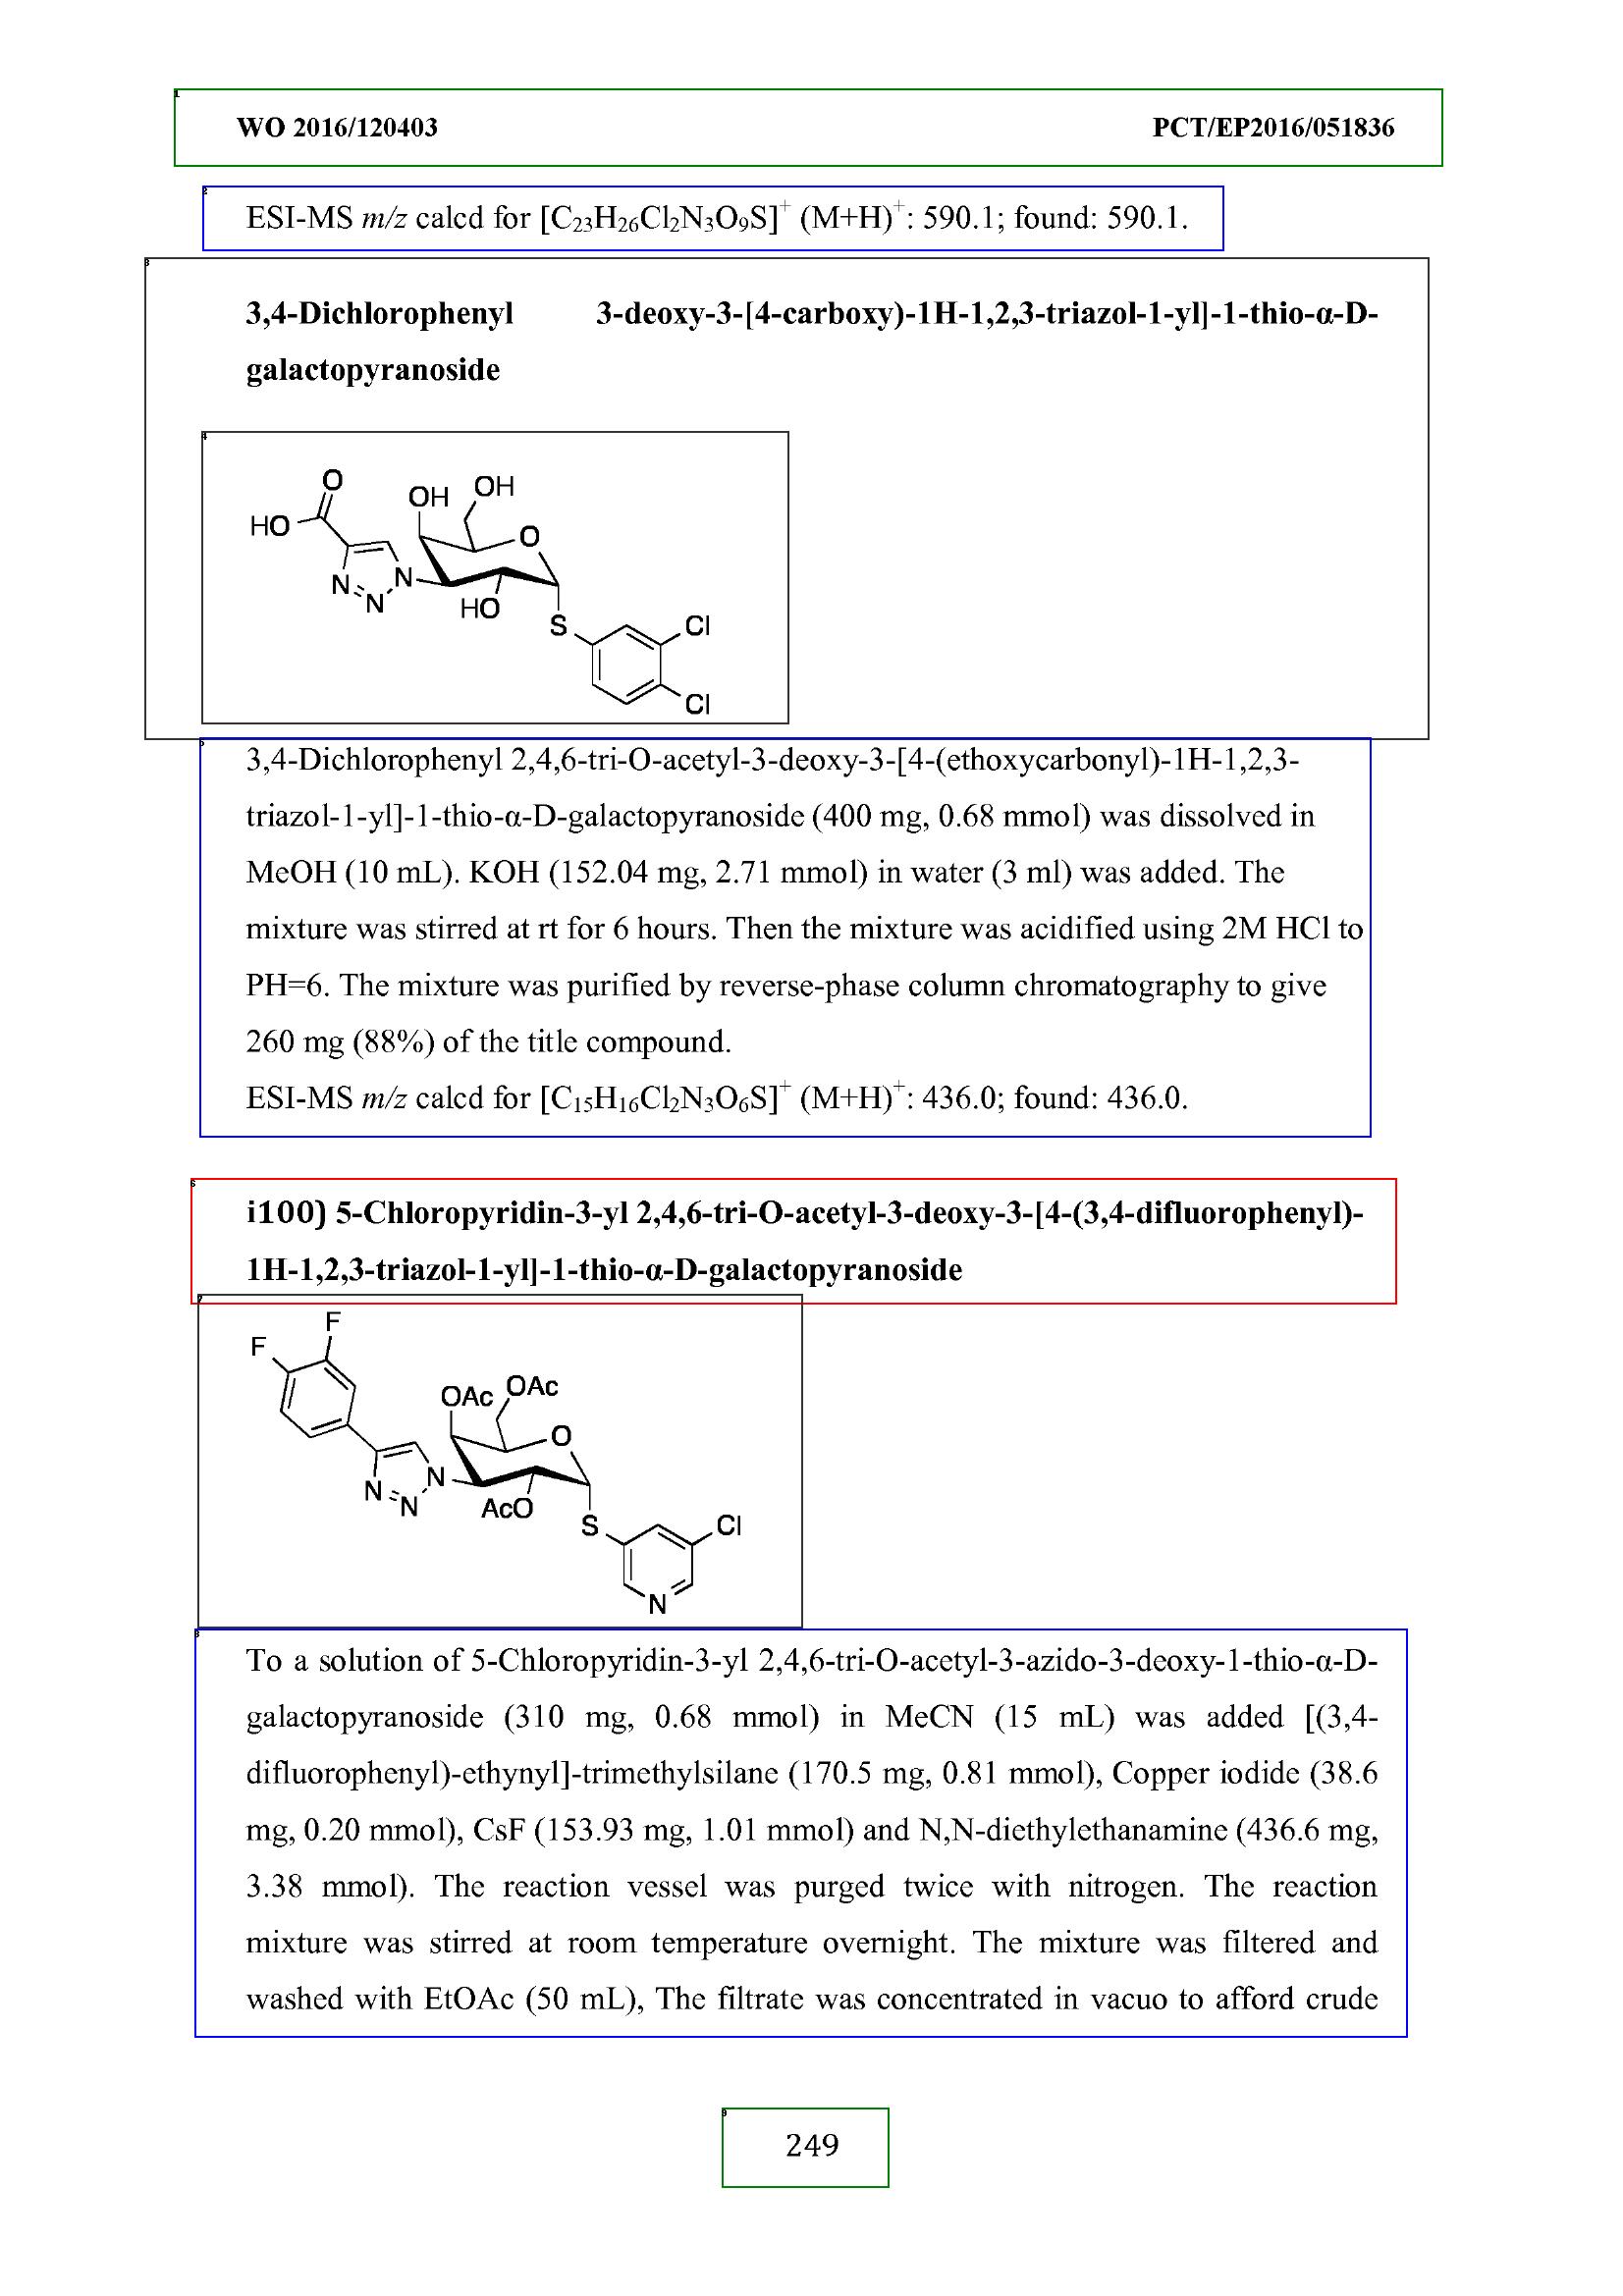 WO 2016/120403 PCT/EP2016/051836
ESI-MS m/z calcd for [C₂₃H₂₆Cl₂N₃O₉S]⁺ (M+H)⁺: 590.1; found: 590.1.
3,4-Dichlorophenyl 3-deoxy-3-[4-carboxy)-1H-1,2,3-triazol-1-yl]-1-thio-α-D-
galactopyranoside
O
OH
OH
HO
O
N
N
N
HO
S
Cl
Cl
3,4-Dichlorophenyl 2,4,6-tri-O-acetyl-3-deoxy-3-[4-(ethoxycarbonyl)-1H-1,2,3-
triazol-1-yl]-1-thio-α-D-galactopyranoside (400 mg, 0.68 mmol) was dissolved in
MeOH (10 mL). KOH (152.04 mg, 2.71 mmol) in water (3 ml) was added. The
mixture was stirred at rt for 6 hours. Then the mixture was acidified using 2M HCl to
PH=6. The mixture was purified by reverse-phase column chromatography to give
260 mg (88%) of the title compound.
ESI-MS m/z calcd for [C₁₅H₁₆Cl₂N₃O₆S]⁺ (M+H)⁺: 436.0; found: 436.0.
i100) 5-Chloropyridin-3-yl 2,4,6-tri-O-acetyl-3-deoxy-3-[4-(3,4-difluorophenyl)-
1H-1,2,3-triazol-1-yl]-1-thio-α-D-galactopyranoside
F
F
OAc
OAc
O
N
N
N
AcO
S
Cl
N
To a solution of 5-Chloropyridin-3-yl 2,4,6-tri-O-acetyl-3-azido-3-deoxy-1-thio-α-D-
galactopyranoside (310 mg, 0.68 mmol) in MeCN (15 mL) was added [(3,4-
difluorophenyl)-ethynyl]-trimethylsilane (170.5 mg, 0.81 mmol), Copper iodide (38.6
mg, 0.20 mmol), CsF (153.93 mg, 1.01 mmol) and N,N-diethylethanamine (436.6 mg,
3.38 mmol). The reaction vessel was purged twice with nitrogen. The reaction
mixture was stirred at room temperature overnight. The mixture was filtered and
washed with EtOAc (50 mL), The filtrate was concentrated in vacuo to afford crude
249